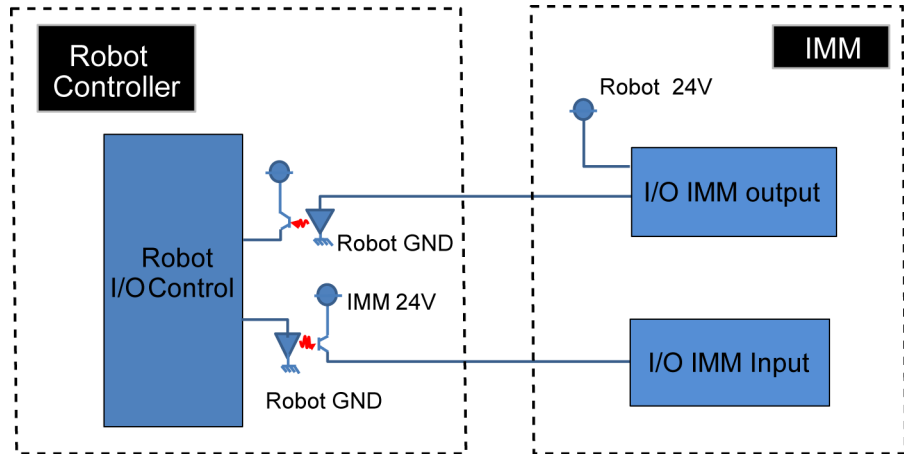 Robot
Controller
IMM
Robot 24V
I/O IMM output
Robot GND
Robot
I/O Control
IMM 24V
I/O IMM Input
Robot GND